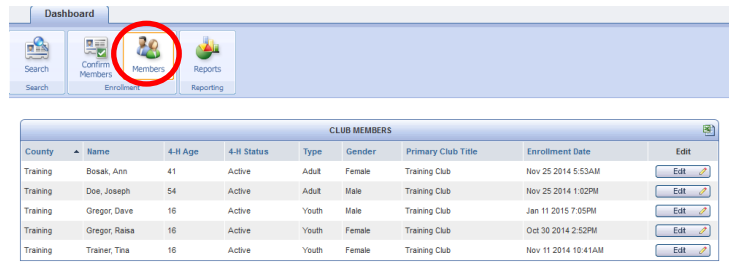 Dashboard
Search
Confirm Members
Members
Reports
Search
Enrollment
Reporting
CLUB MEMBERS
County Name 4-H Age 4-H Status Type Gender Primary Club Title Enrollment Date Edit
Training Bosak, Ann 41 Active Adult Female Training Club Nov 25 2014 5:53AM Edit
Training Doe, Joseph 54 Active Adult Male Training Club Nov 25 2014 1:02PM Edit
Training Gregor, Dave 16 Active Youth Male Training Club Jan 11 2015 7:05PM Edit
Training Gregor, Raisa 16 Active Youth Female Training Club Oct 30 2014 2:52PM Edit
Training Trainer, Tina 16 Active Youth Female Training Club Nov 11 2014 10:41AM Edit